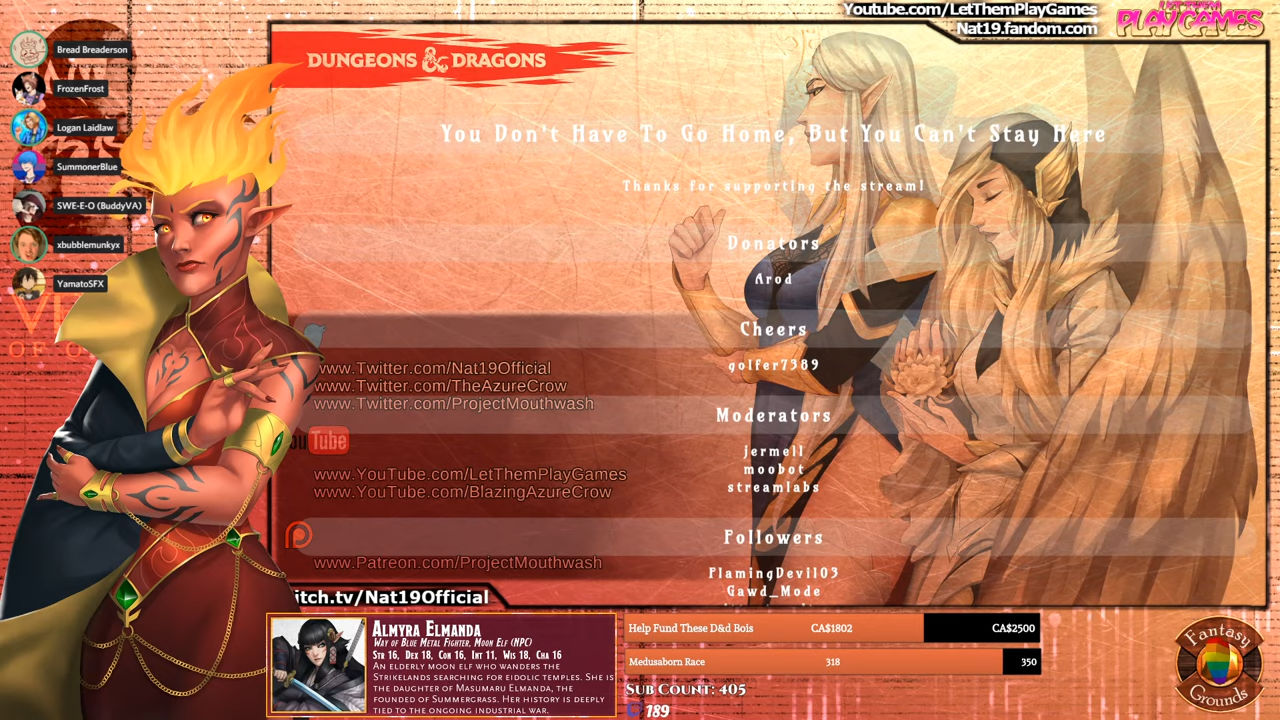 Youtube.com/LetThemPlayGames
Nat19.fandom.com
PLAYGAMES
Bread Breaderson
FrozenFrost
Logan Laidlaw
SummonerBlue
SWE-E-O (BuddyVA)
xbubblemunkyx
YamatoSFX
DUNGEONS & DRAGONS
You Don't Have To Go Home, But You Can't Stay Here
Thanks for supporting the stream!
Donators
Arod
Cheers
golfer7389
Moderators
jermell
moobot
streamlabs
Followers
FlamingDevil03
Gawd_Mode
www.Twitter.com/Nat19Official
www.Twitter.com/TheAzureCrow
www.Twitter.com/ProjectMouthwash
ouTube
www.YouTube.com/LetThemPlayGames
www.YouTube.com/BlazingAzureCrow
www.Patreon.com/ProjectMouthwash
itch.tv/Nat19Official
Almyra Elmanda
Way of Blue Metal Fighter, Moon Elf (NPC)
Str 16, Dex 18, Con 16, Int 11, Wis 18, Cha 16
An elderly moon elf who wanders the
Strikelands searching for eidolic temples. She is
the daughter of Masumaru Elmanda, the
founded of Summergrass. Her history is deeply
tied to the ongoing industrial war.
Help Fund These D&d Bois CA$1802 CA$2500
Medusaborn Race 318 350
Sub Count: 405
189
Fantasy
Grounds